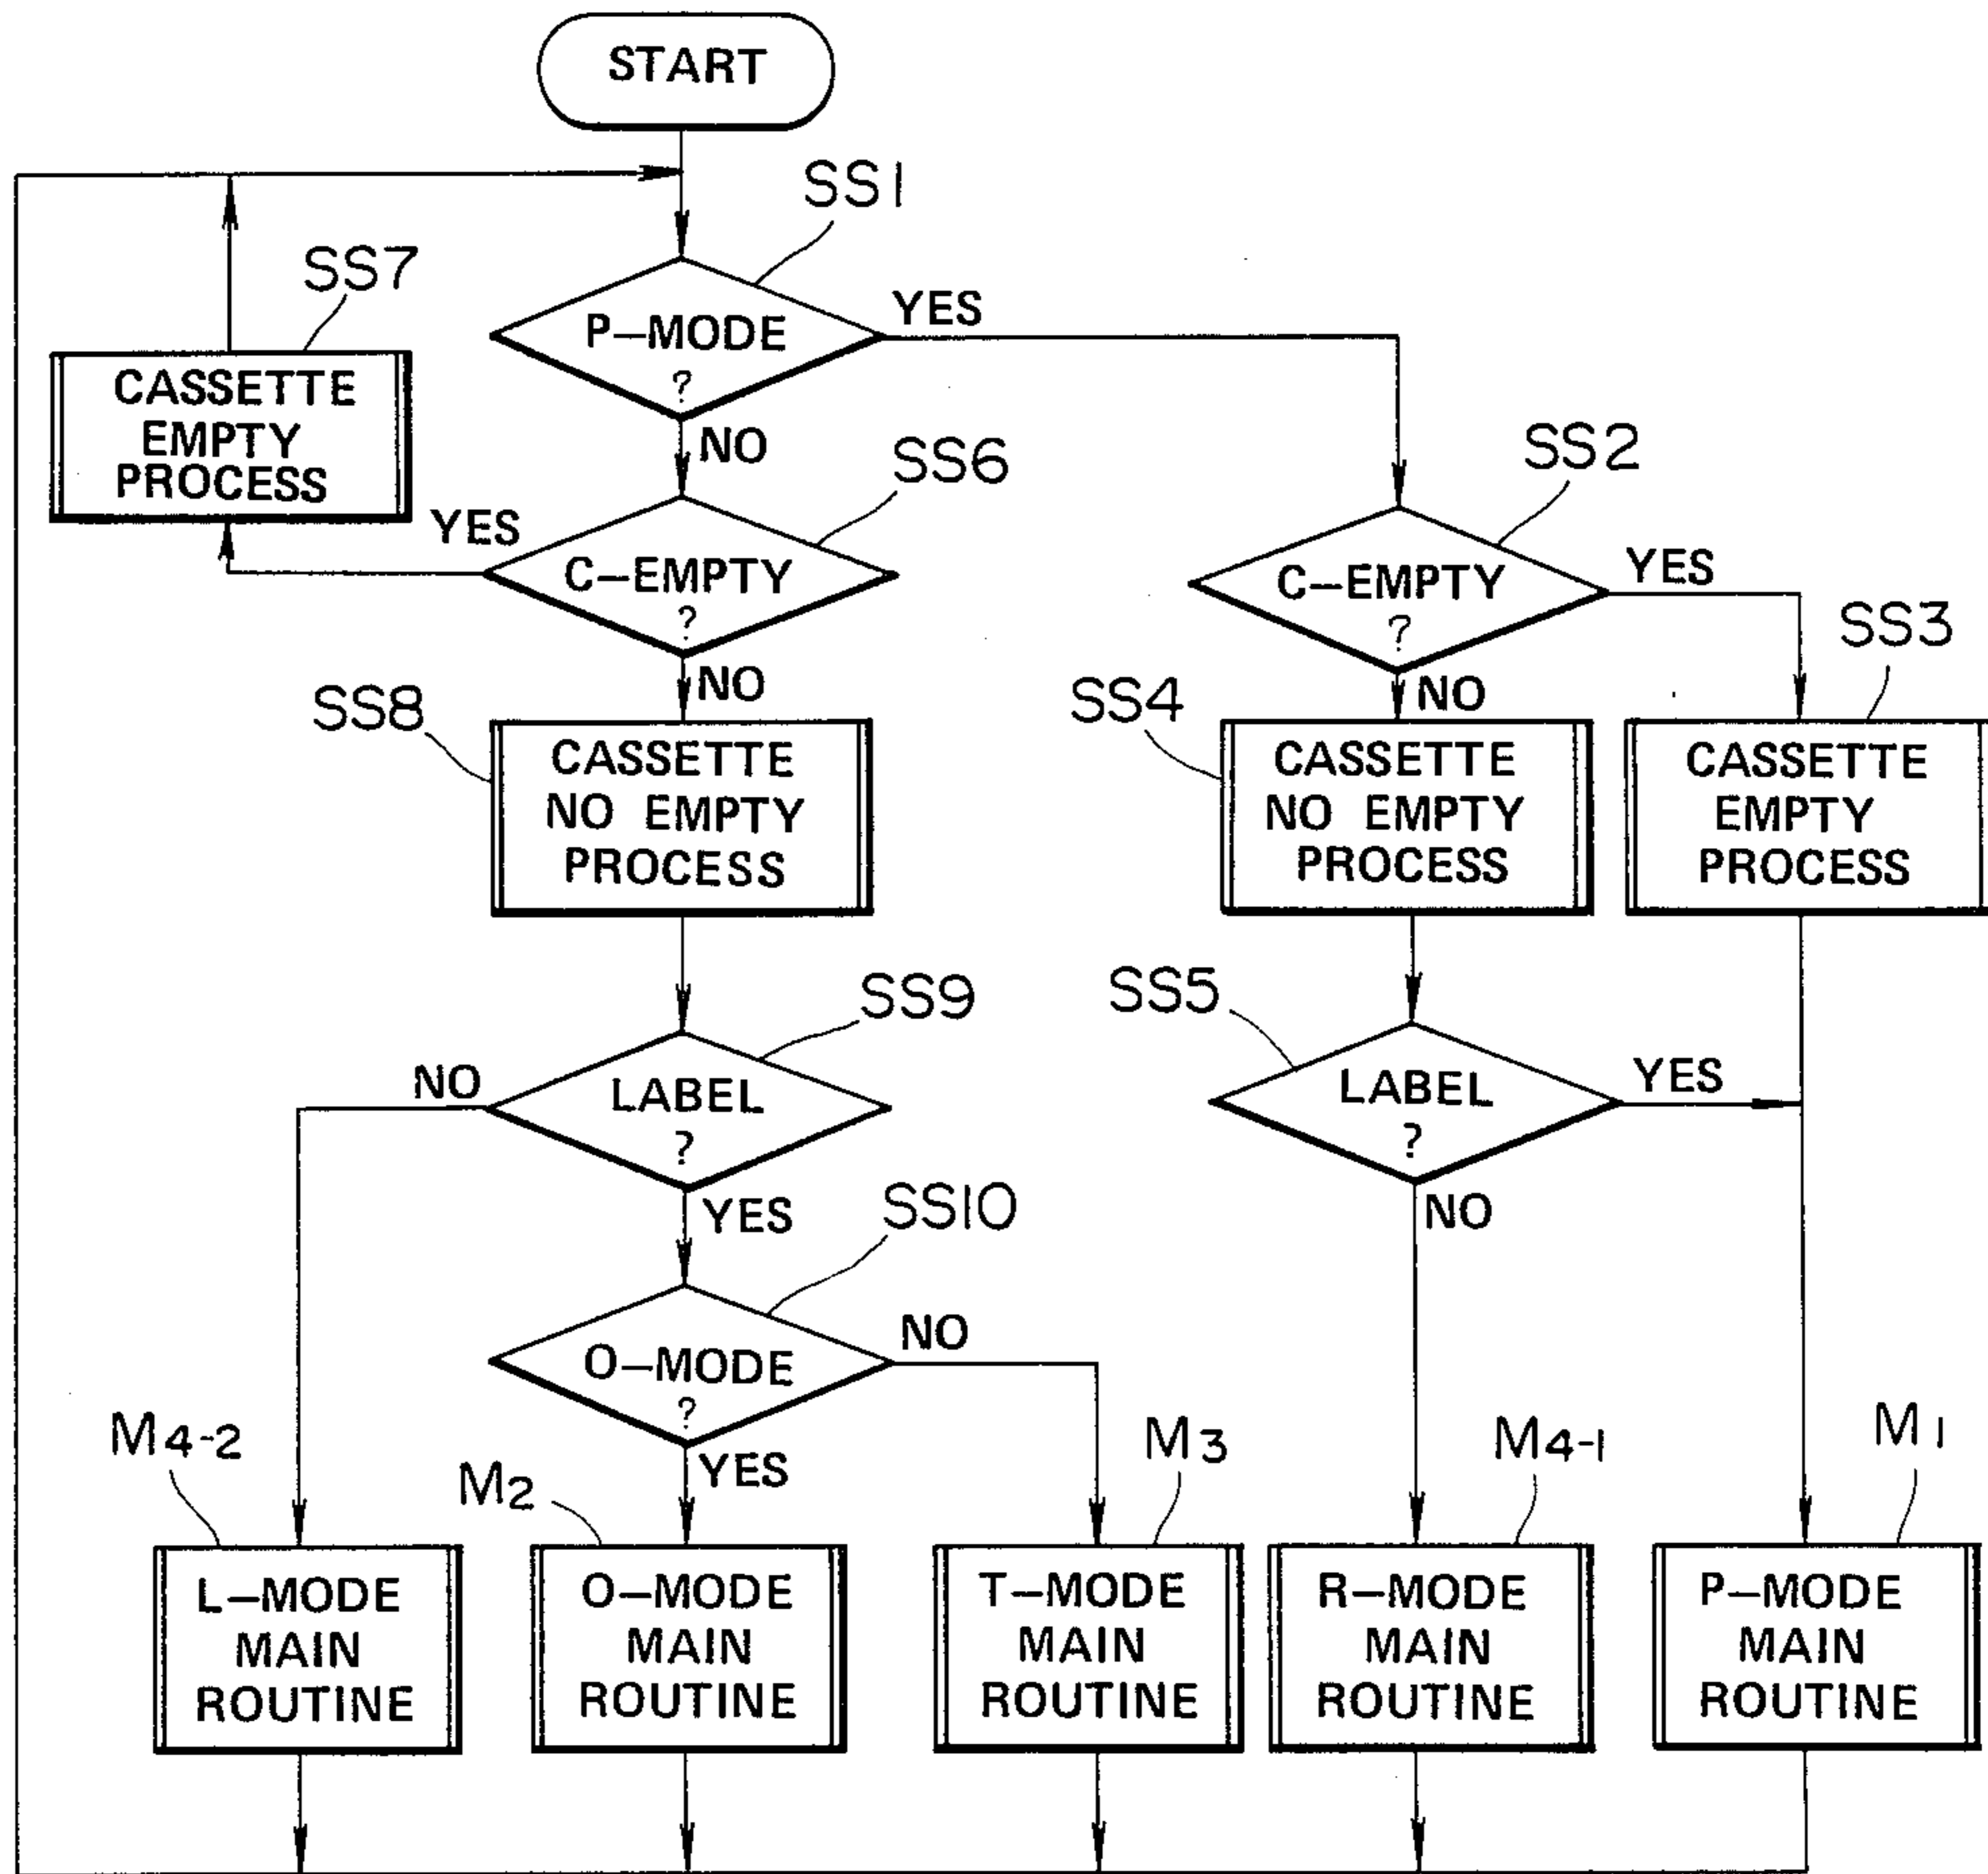 START
SS1
P-MODE
?
YES
NO
SS7
CASSETTE
EMPTY
PROCESS
SS6
C-EMPTY
?
YES
NO
SS2
C-EMPTY
?
YES
NO
SS3
SS8
CASSETTE
NO EMPTY
PROCESS
SS4
CASSETTE
NO EMPTY
PROCESS
CASSETTE
EMPTY
PROCESS
SS9
LABEL
?
NO
YES
SS5
LABEL
?
YES
NO
SS10
O-MODE
?
NO
YES
M4-2
M2
M3
M4-1
M1
L-MODE
MAIN
ROUTINE
O-MODE
MAIN
ROUTINE
T-MODE
MAIN
ROUTINE
R-MODE
MAIN
ROUTINE
P-MODE
MAIN
ROUTINE